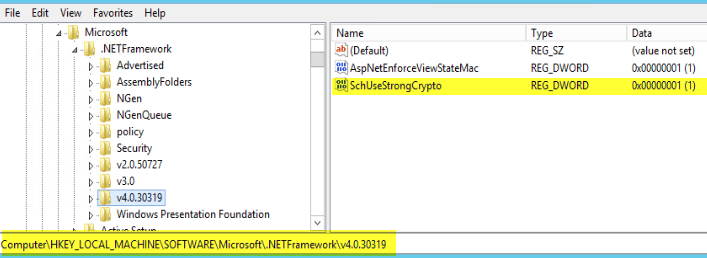 File Edit View Favorites Help
Microsoft
.NETFramework
Advertised
AssemblyFolders
NGen
NGenQueue
policy
Security
v2.0.50727
v3.0
v4.0.30319
Windows Presentation Foundation
Active Setup
Name Type Data
(Default) REG_SZ (value not set)
AspNetEnforceViewStateMac REG_DWORD 0x00000001 (1)
SchUseStrongCrypto REG_DWORD 0x00000001 (1)
Computer\HKEY_LOCAL_MACHINE\SOFTWARE\Microsoft\.NETFramework\v4.0.30319